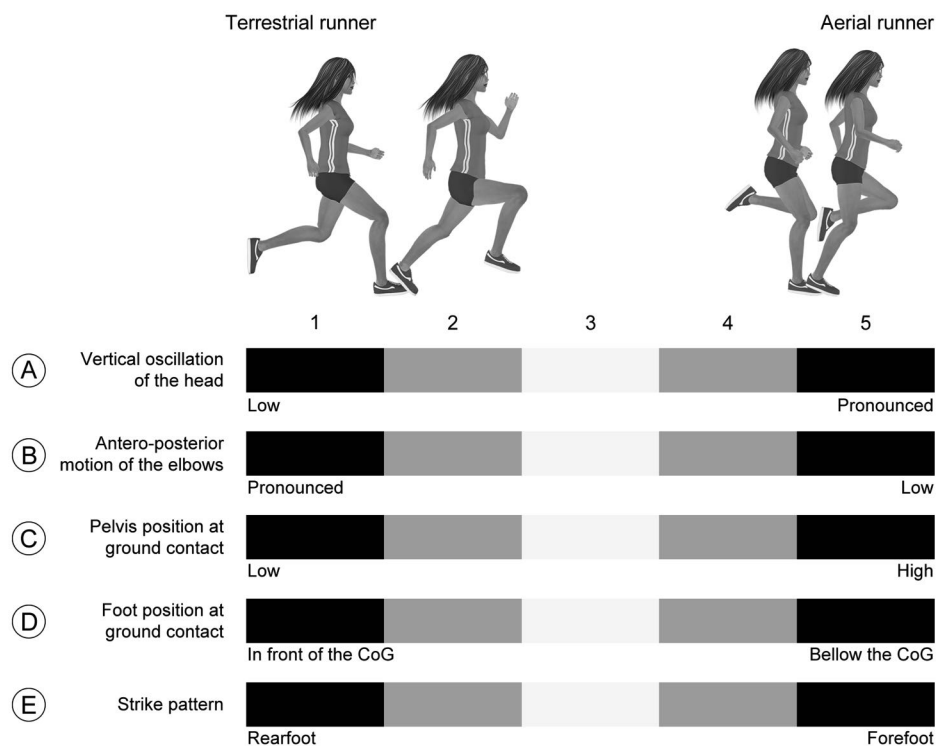 Terrestrial runner
Aerial runner
1 2 3 4 5
A
Vertical oscillation
of the head
Low
Pronounced
B
Antero-posterior
motion of the elbows
Pronounced
Low
C
Pelvis position at
ground contact
Low
High
D
Foot position at
ground contact
In front of the CoG
Bellow the CoG
E
Strike pattern
Rearfoot
Forefoot